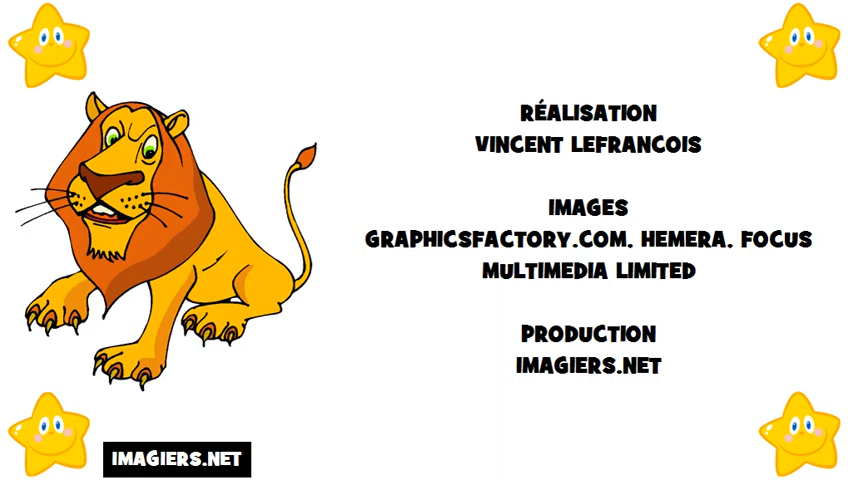 RÉALISATION
VINCENT LEFRANCOIS
IMAGES
GRAPHICSFACTORY.COM, HEMERA, FOCUS
MULTIMEDIA LIMITED
PRODUCTION
IMAGIERS.NET
IMAGIERS.NET